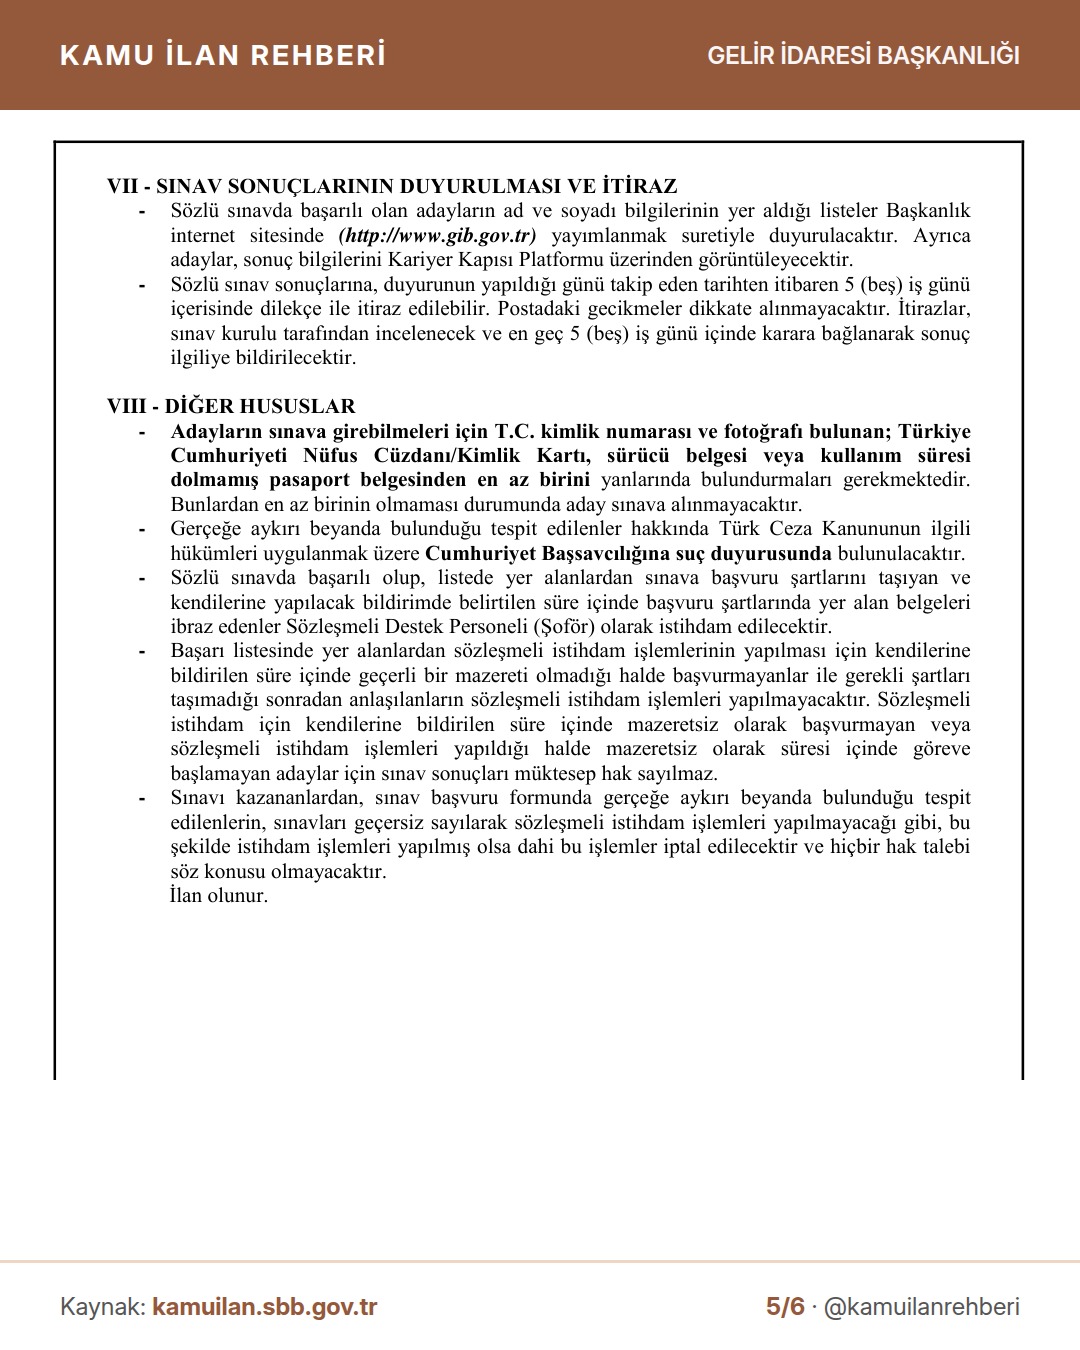 KAMU İLAN REHBERİ
GELİR İDARESİ BAŞKANLIĞI
VII - SINAV SONUÇLARININ DUYURULMASI VE İTİRAZ
- Sözlü sınavda başarılı olan adayların ad ve soyadı bilgilerinin yer aldığı listeler Başkanlık
internet sitesinde (http://www.gib.gov.tr) yayımlanmak suretiyle duyurulacaktır. Ayrıca
adaylar, sonuç bilgilerini Kariyer Kapısı Platformu üzerinden görüntüleyecektir.
- Sözlü sınav sonuçlarına, duyurunun yapıldığı günü takip eden tarihten itibaren 5 (beş) iş günü
içerisinde dilekçe ile itiraz edilebilir. Postadaki gecikmeler dikkate alınmayacaktır. İtirazlar,
sınav kurulu tarafından incelenecek ve en geç 5 (beş) iş günü içinde karara bağlanarak sonuç
ilgiliye bildirilecektir.
VIII - DİĞER HUSUSLAR
- Adayların sınava girebilmeleri için T.C. kimlik numarası ve fotoğrafı bulunan; Türkiye
Cumhuriyeti Nüfus Cüzdanı/Kimlik Kartı, sürücü belgesi veya kullanım süresi
dolmamış pasaport belgesinden en az birini yanlarında bulundurmaları gerekmektedir.
Bunlardan en az birinin olmaması durumunda aday sınava alınmayacaktır.
- Gerçeğe aykırı beyanda bulunduğu tespit edilenler hakkında Türk Ceza Kanununun ilgili
hükümleri uygulanmak üzere Cumhuriyet Başsavcılığına suç duyurusunda bulunulacaktır.
- Sözlü sınavda başarılı olup, listede yer alanlardan sınava başvuru şartlarını taşıyan ve
kendilerine yapılacak bildirimde belirtilen süre içinde başvuru şartlarında yer alan belgeleri
ibraz edenler Sözleşmeli Destek Personeli (Şoför) olarak istihdam edilecektir.
- Başarı listesinde yer alanlardan sözleşmeli istihdam işlemlerinin yapılması için kendilerine
bildirilen süre içinde geçerli bir mazereti olmadığı halde başvurmayanlar ile gerekli şartları
taşımadığı sonradan anlaşılanların sözleşmeli istihdam işlemleri yapılmayacaktır. Sözleşmeli
istihdam için kendilerine bildirilen süre içinde mazeretsiz olarak başvurmayan veya
sözleşmeli istihdam işlemleri yapıldığı halde mazeretsiz olarak süresi içinde göreve
başlamayan adaylar için sınav sonuçları müktesep hak sayılmaz.
- Sınavı kazananlardan, sınav başvuru formunda gerçeğe aykırı beyanda bulunduğu tespit
edilenlerin, sınavları geçersiz sayılarak sözleşmeli istihdam işlemleri yapılmayacağı gibi, bu
şekilde istihdam işlemleri yapılmış olsa dahi bu işlemler iptal edilecektir ve hiçbir hak talebi
söz konusu olmayacaktır.
İlan olunur.
Kaynak: kamuilan.sbb.gov.tr
5/6 · @kamuilanrehberi